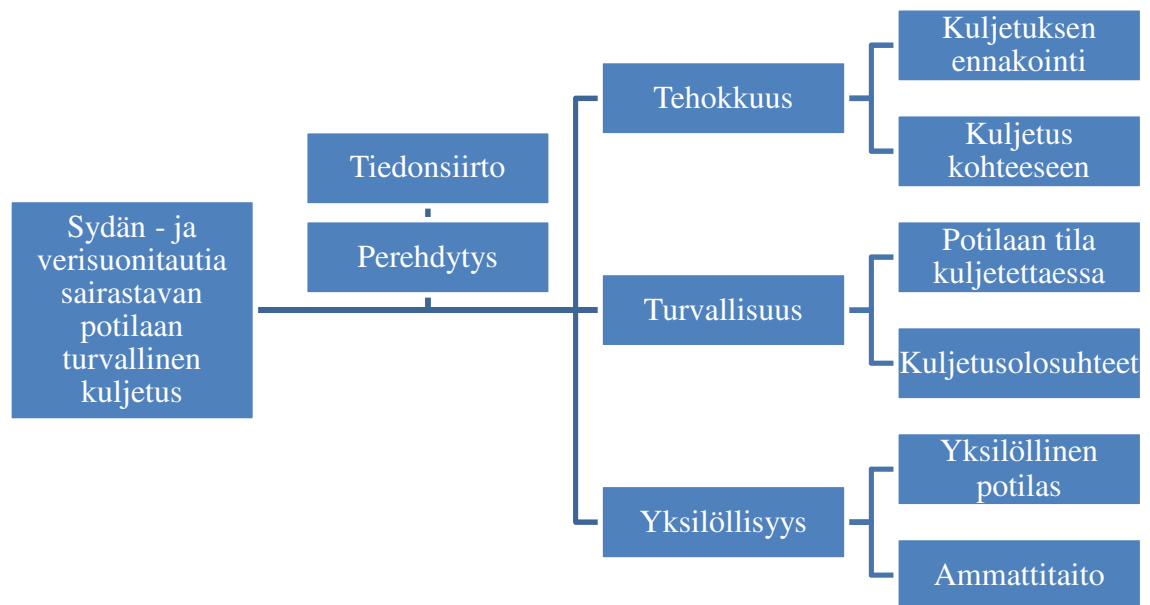 Sydän - ja
verisuonitautia
sairastavan
potilaan
turvallinen
kuljetus
Tiedonsiirto
Perehdytys
Tehokkuus
Kuljetuksen
ennakointi
Kuljetus
kohteeseen
Turvallisuus
Potilaan tila
kuljetettaessa
Kuljetusolosuhteet
Yksilöllisyys
Yksilöllinen
potilas
Ammattitaito